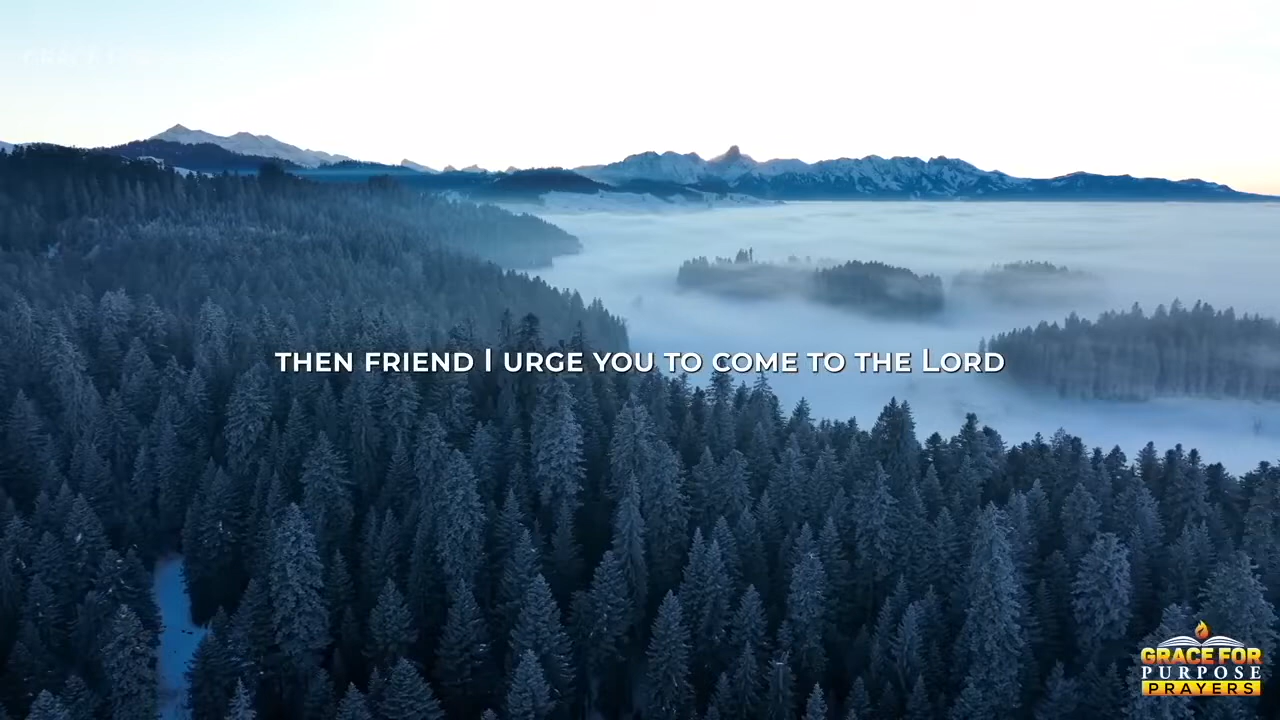 then friend I urge you to come to the Lord
GRACE FOR
PURPOSE
PRAYERS